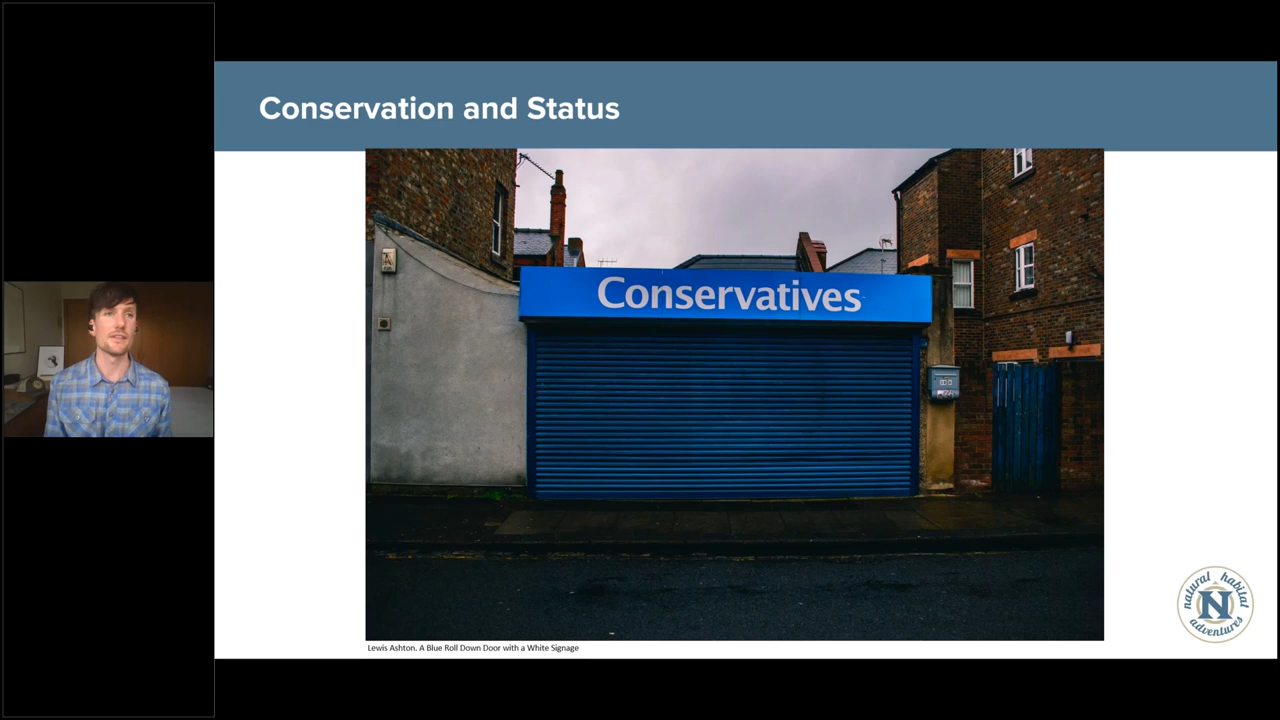 Conservation and Status
Conservatives
Lewis Ashton. A Blue Roll Down Door with a White Signage
natural habitat
N
adventures